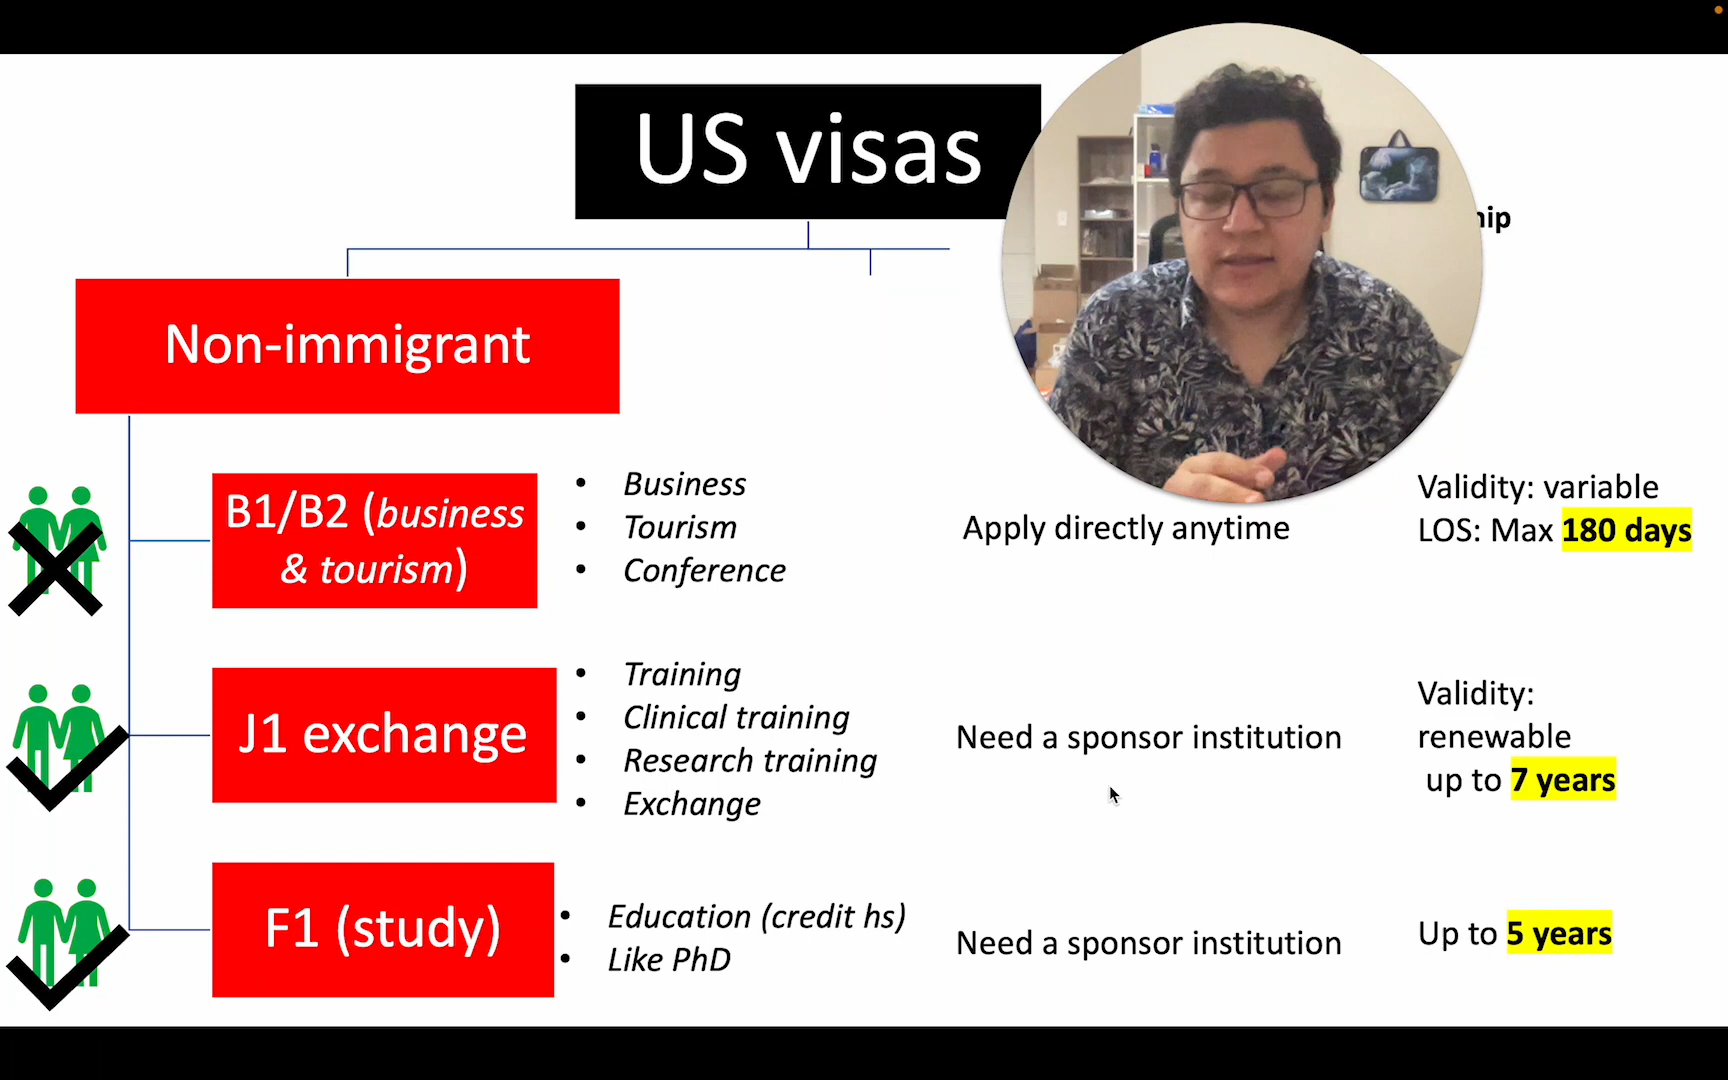 US visas
Non-immigrant
B1/B2 (business
& tourism)
• Business
• Tourism
• Conference
Apply directly anytime
Validity: variable
LOS: Max 180 days
J1 exchange
• Training
• Clinical training
• Research training
• Exchange
Need a sponsor institution
Validity:
renewable
up to 7 years
F1 (study)
• Education (credit hs)
• Like PhD
Need a sponsor institution
Up to 5 years